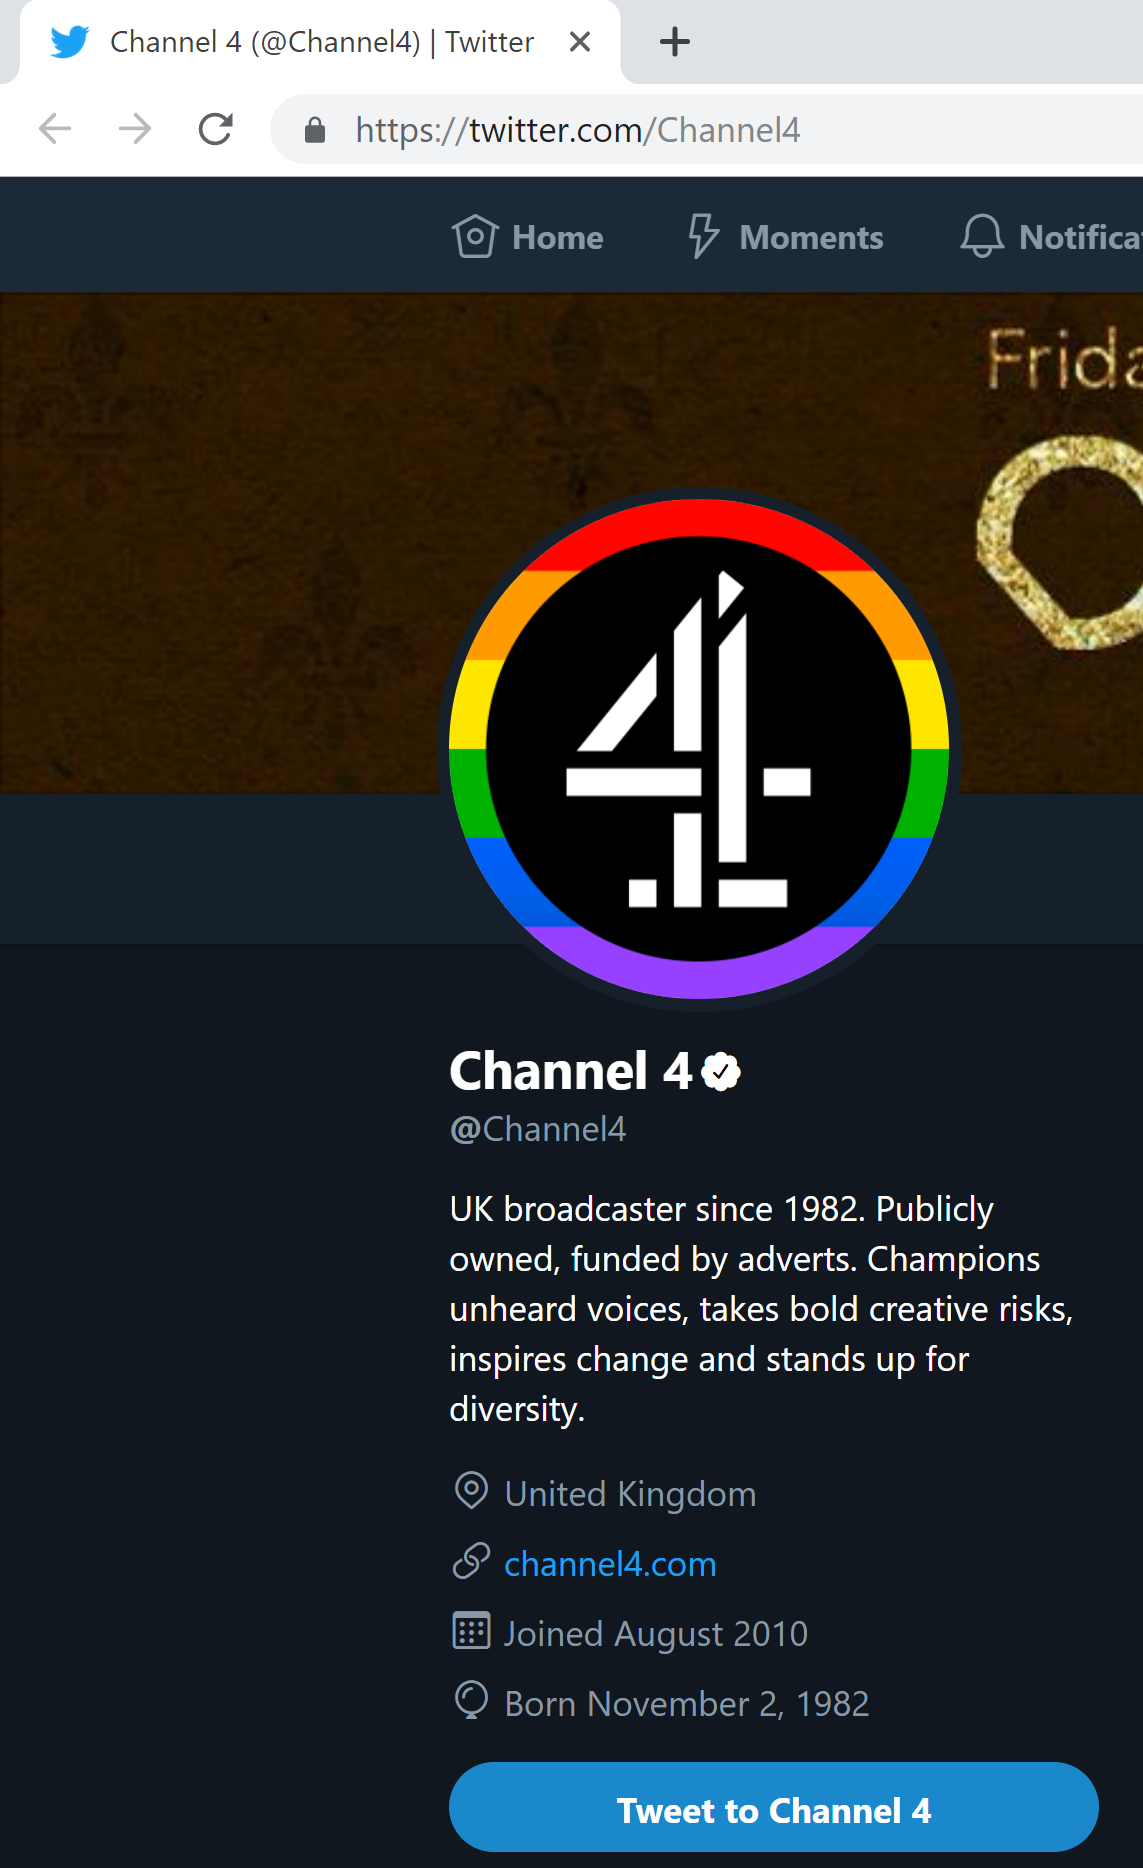 Channel 4 (@Channel4) | Twitter
https://twitter.com/Channel4
Home Moments
4
Channel 4
@Channel4
UK broadcaster since 1982. Publicly
owned, funded by adverts. Champions
unheard voices, takes bold creative risks,
inspires change and stands up for
diversity.
United Kingdom
channel4.com
Joined August 2010
Born November 2, 1982
Tweet to Channel 4